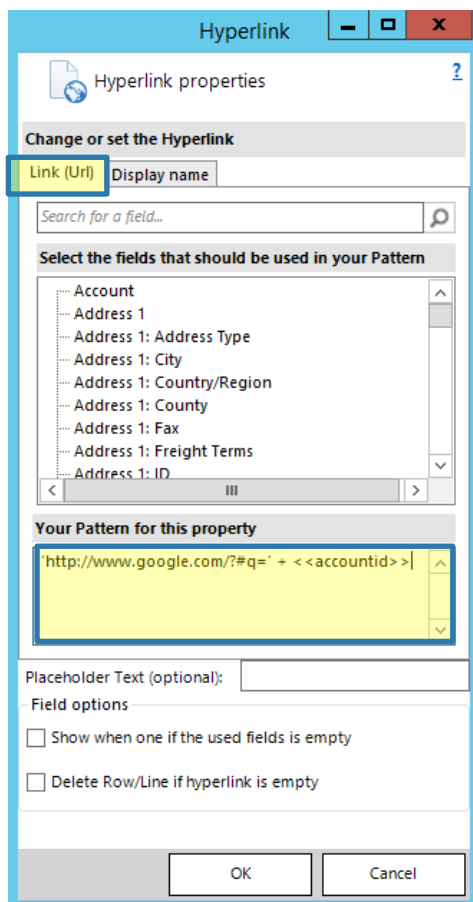 Hyperlink
Hyperlink properties
?
Change or set the Hyperlink
Link (Url) Display name
Search for a field...
Select the fields that should be used in your Pattern
Account
Address 1
Address 1: Address Type
Address 1: City
Address 1: Country/Region
Address 1: County
Address 1: Fax
Address 1: Freight Terms
Address 1: ID
Your Pattern for this property
'http://www.google.com/?#q=' + <<accountid>>
Placeholder Text (optional):
Field options
Show when one if the used fields is empty
Delete Row/Line if hyperlink is empty
OK Cancel